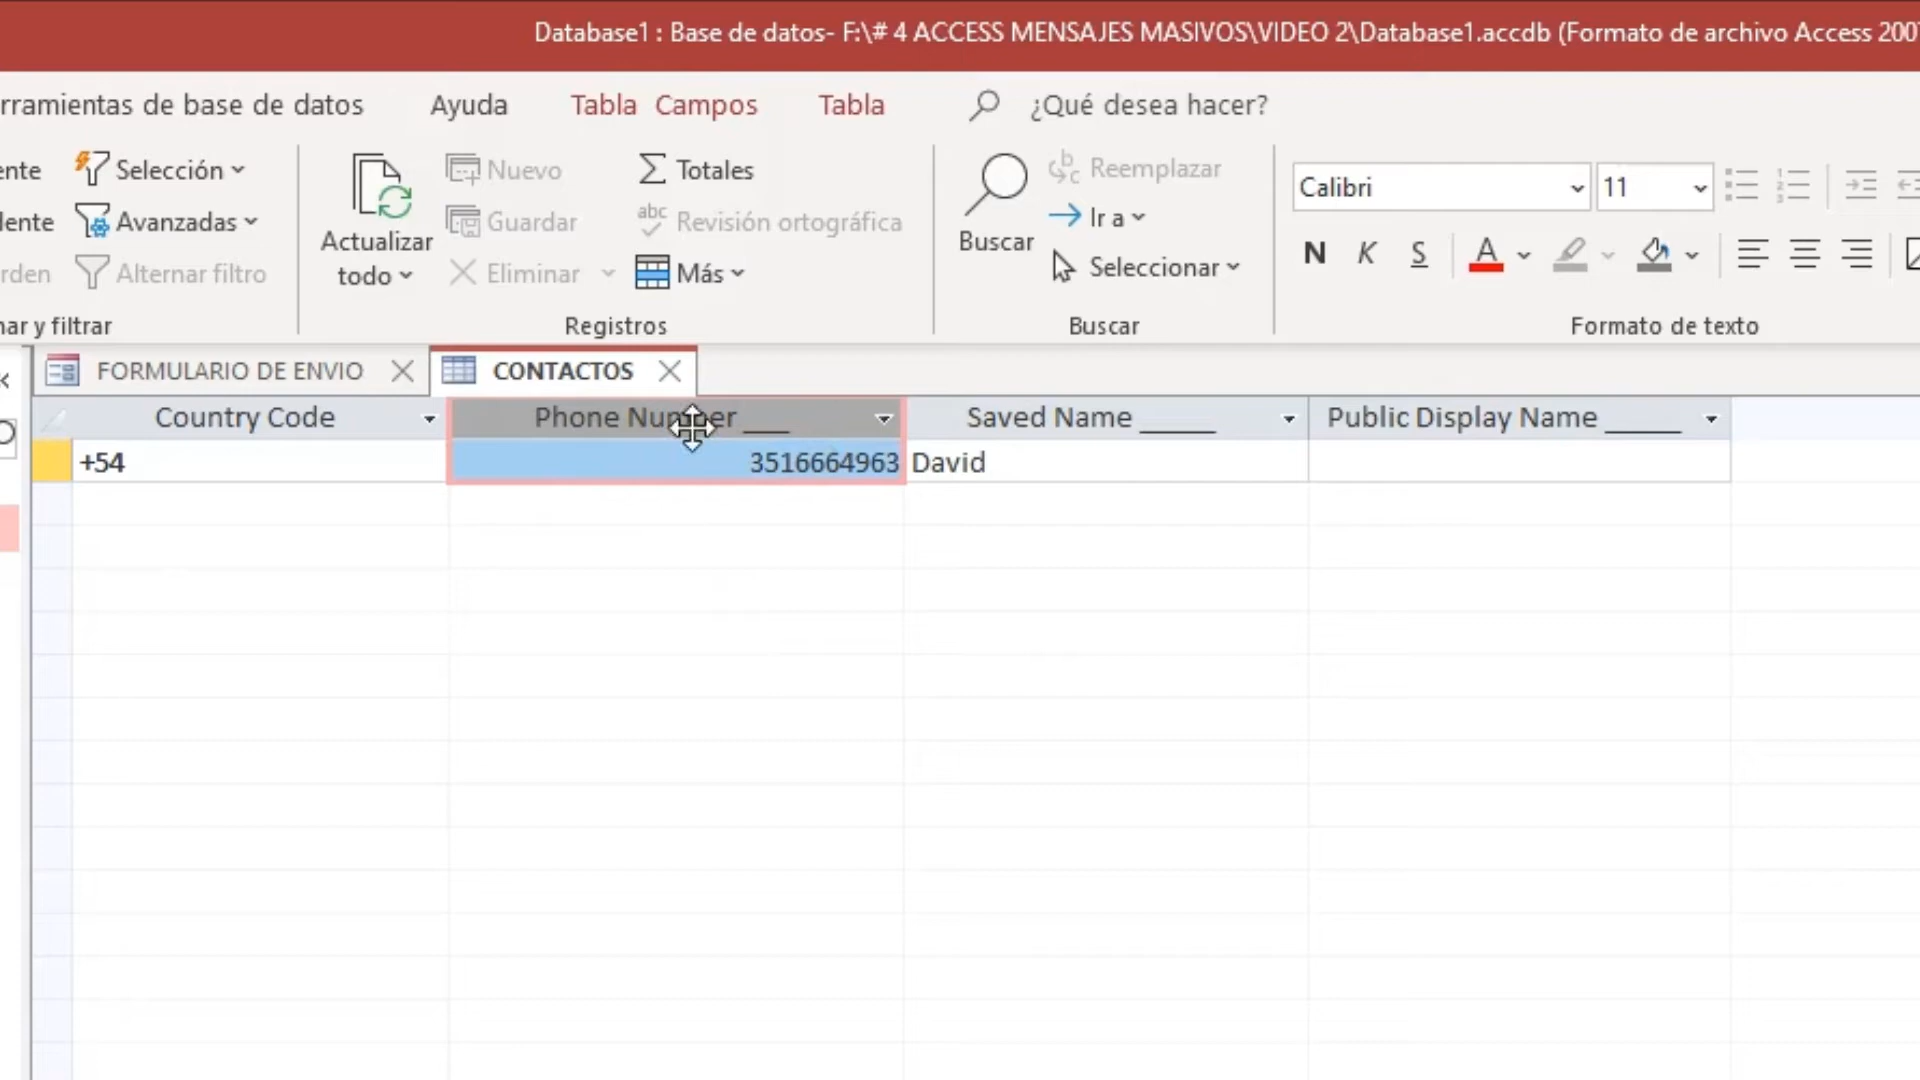 Database1 : Base de datos- F:\# 4 ACCESS MENSAJES MASIVOS\VIDEO 2\Database1.accdb (Formato de archivo Access 200
rramientas de base de datos Ayuda Tabla Campos Tabla ¿Qué desea hacer?
ente Selección Nuevo Totales Reemplazar Calibri 11
dente Avanzadas Guardar Revisión ortográfica Ir a
Actualizar todo Buscar
rden Alternar filtro Eliminar Más Seleccionar N K S A
nar y filtrar Registros Buscar Formato de texto
FORMULARIO DE ENVIO CONTACTOS
Country Code Phone Number ___ Saved Name _____ Public Display Name _____
+54 3516664963 David